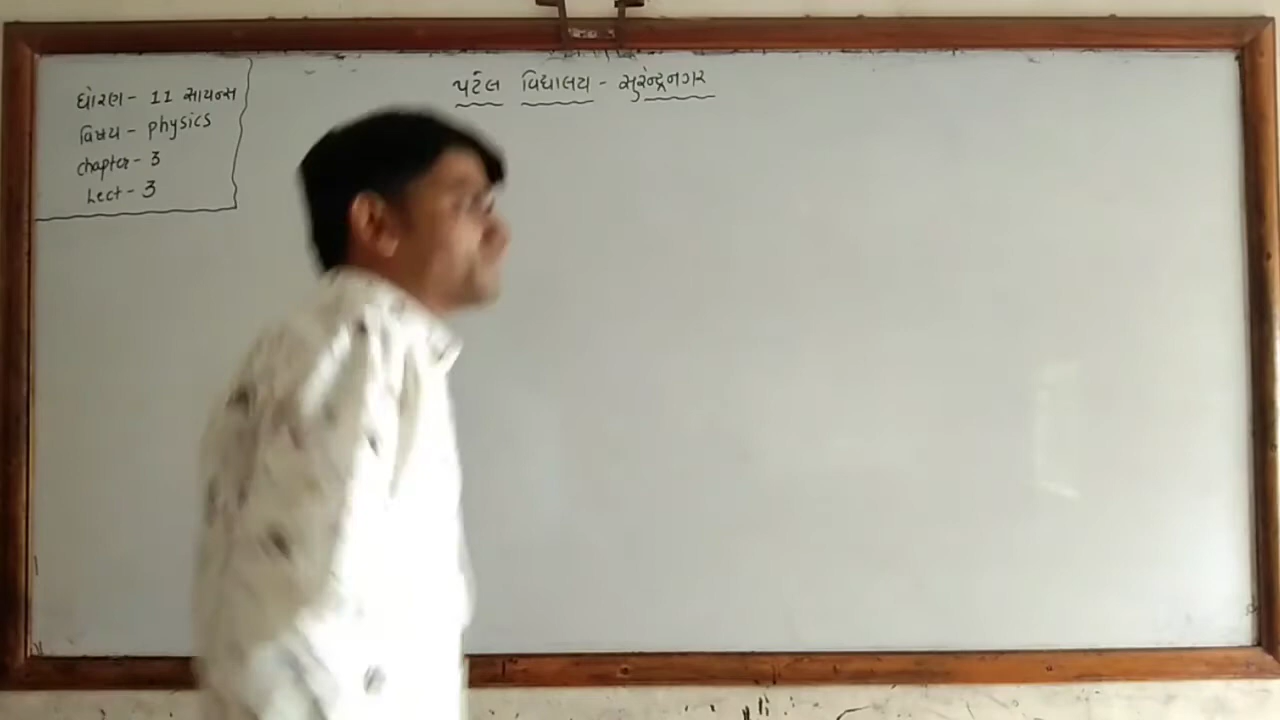 પટેલ વિદ્યાલય - સુરેન્દ્રનગર
ધોરણ - 11 સાયન્સ
વિષય - physics
chapter - 3
Lect - 3